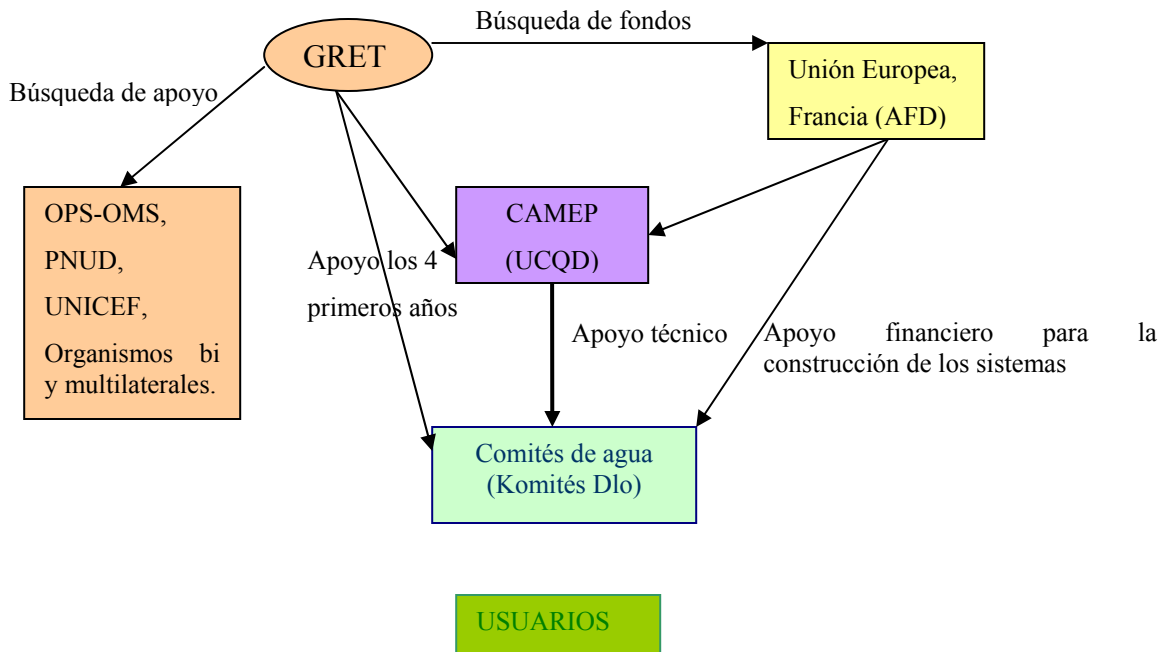 Búsqueda de fondos
GRET
Unión Europea,
Francia (AFD)
Búsqueda de apoyo
OPS-OMS,
PNUD,
UNICEF,
Organismos bi
y multilaterales.
CAMEP
(UCQD)
Apoyo los 4
primeros años
Apoyo técnico
Apoyo financiero para la
construcción de los sistemas
Comités de agua
(Komités Dlo)
USUARIOS